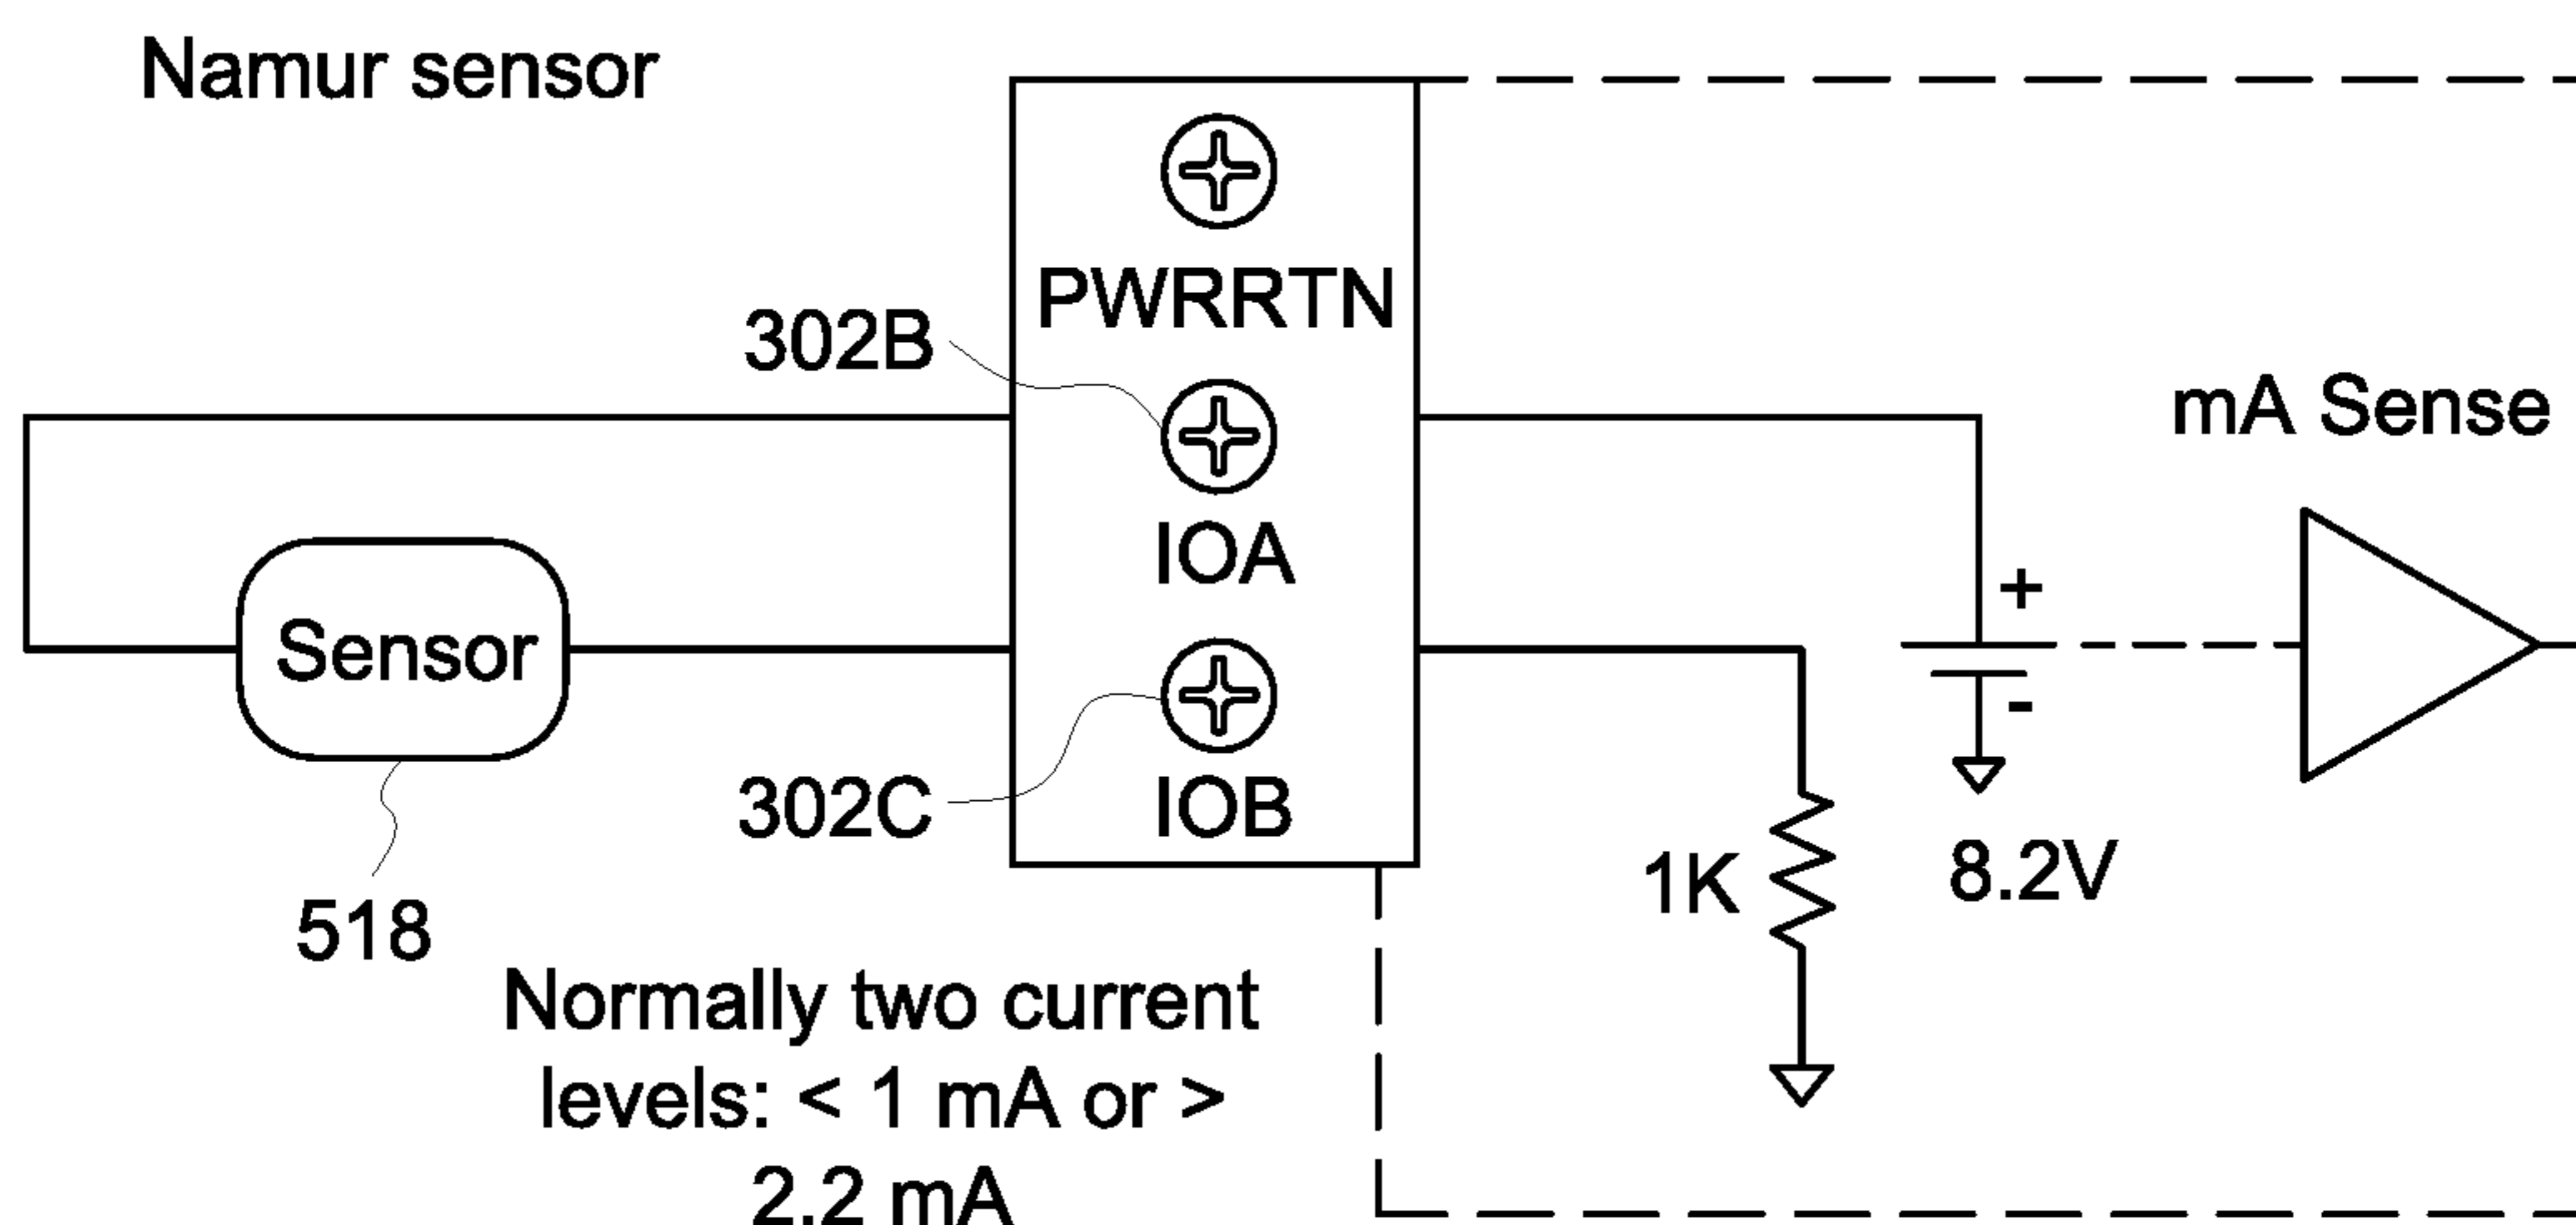 Namur sensor
PWRRTN
302B
IOA
mA Sense
+
Sensor
-
302C
IOB
1K
8.2V
518
Normally two current
levels: < 1 mA or >
2.2 mA